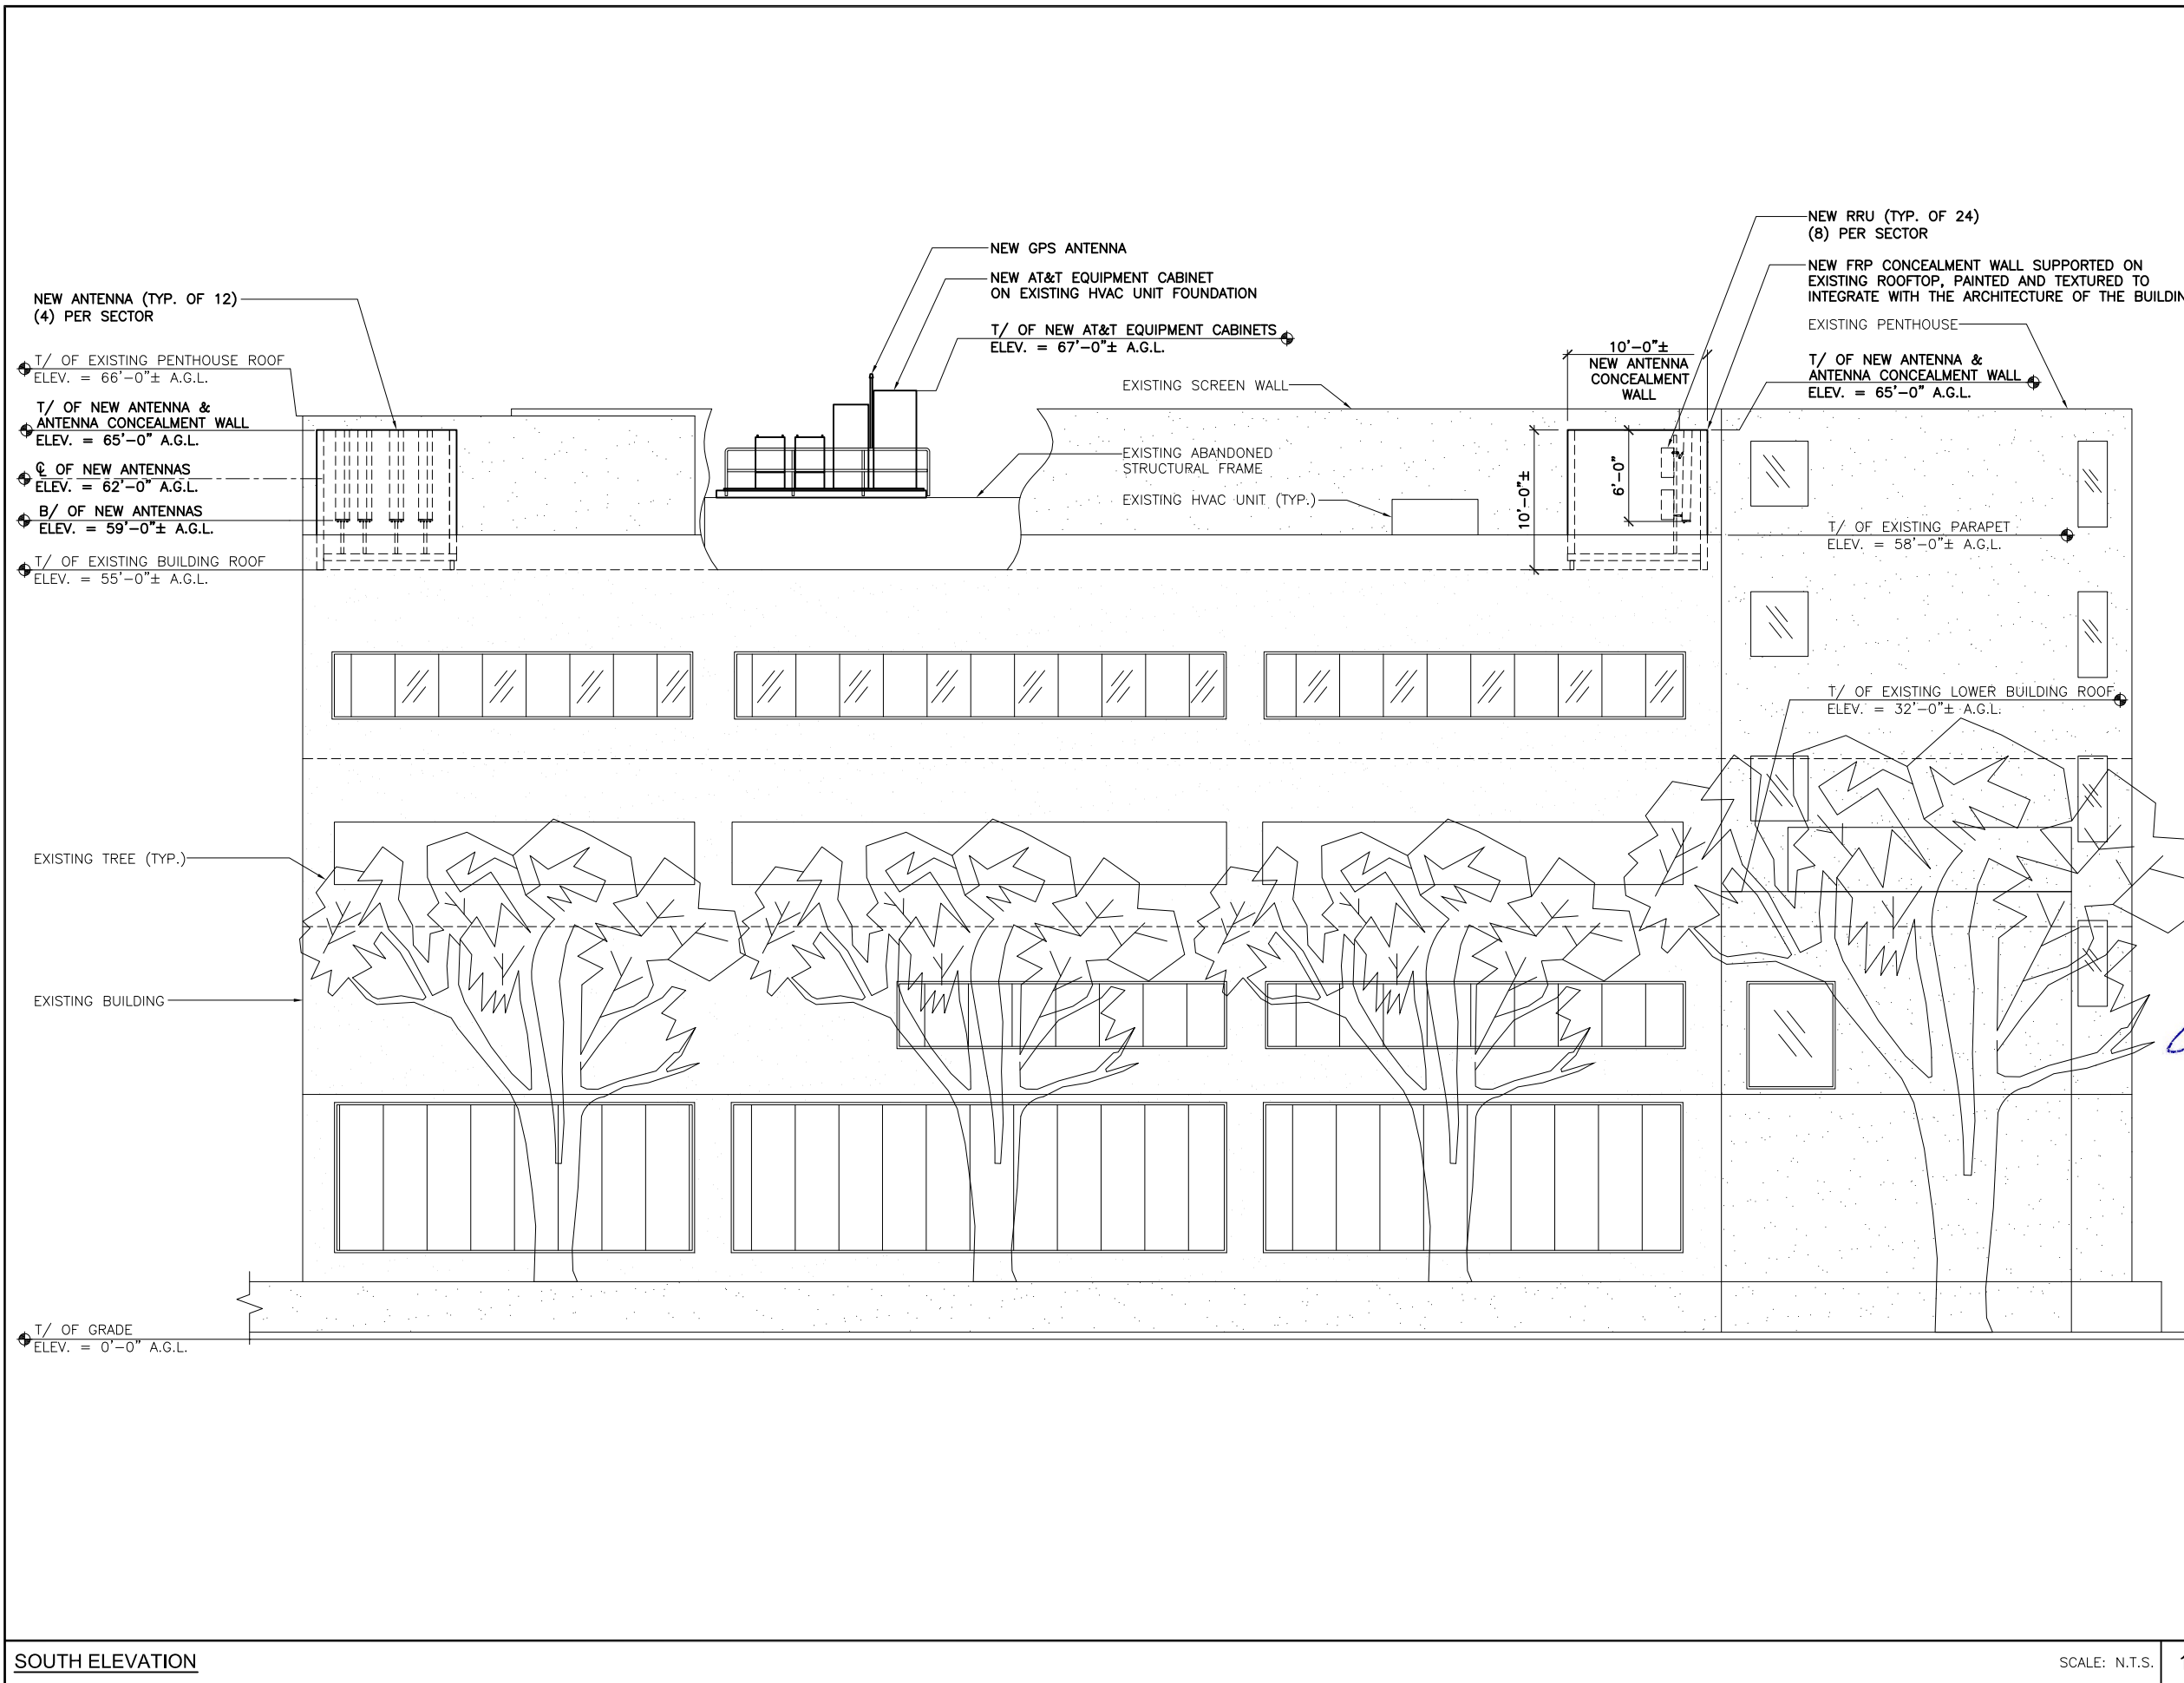 NEW RRU (TYP. OF 24)
(8) PER SECTOR
NEW GPS ANTENNA
NEW FRP CONCEALMENT WALL SUPPORTED ON
EXISTING ROOFTOP, PAINTED AND TEXTURED TO
INTEGRATE WITH THE ARCHITECTURE OF THE BUILDIN
NEW AT&T EQUIPMENT CABINET
ON EXISTING HVAC UNIT FOUNDATION
NEW ANTENNA (TYP. OF 12)
(4) PER SECTOR
EXISTING PENTHOUSE
T/ OF NEW AT&T EQUIPMENT CABINETS
ELEV. = 67'-0"± A.G.L.
10'-0"±
NEW ANTENNA
CONCEALMENT
WALL
T/ OF EXISTING PENTHOUSE ROOF
ELEV. = 66'-0"± A.G.L.
T/ OF NEW ANTENNA &
ANTENNA CONCEALMENT WALL
ELEV. = 65'-0" A.G.L.
EXISTING SCREEN WALL
T/ OF NEW ANTENNA &
ANTENNA CONCEALMENT WALL
ELEV. = 65'-0" A.G.L.
℄ OF NEW ANTENNAS
ELEV. = 62'-0" A.G.L.
EXISTING ABANDONED
STRUCTURAL FRAME
6'-0"
10'-0"±
EXISTING HVAC UNIT (TYP.)
B/ OF NEW ANTENNAS
ELEV. = 59'-0"± A.G.L.
T/ OF EXISTING PARAPET
ELEV. = 58'-0"± A.G.L.
T/ OF EXISTING BUILDING ROOF
ELEV. = 55'-0"± A.G.L.
T/ OF EXISTING LOWER BUILDING ROOF
ELEV. = 32'-0"± A.G.L.
EXISTING TREE (TYP.)
EXISTING BUILDING
T/ OF GRADE
ELEV. = 0'-0" A.G.L.
SOUTH ELEVATION
SCALE: N.T.S.